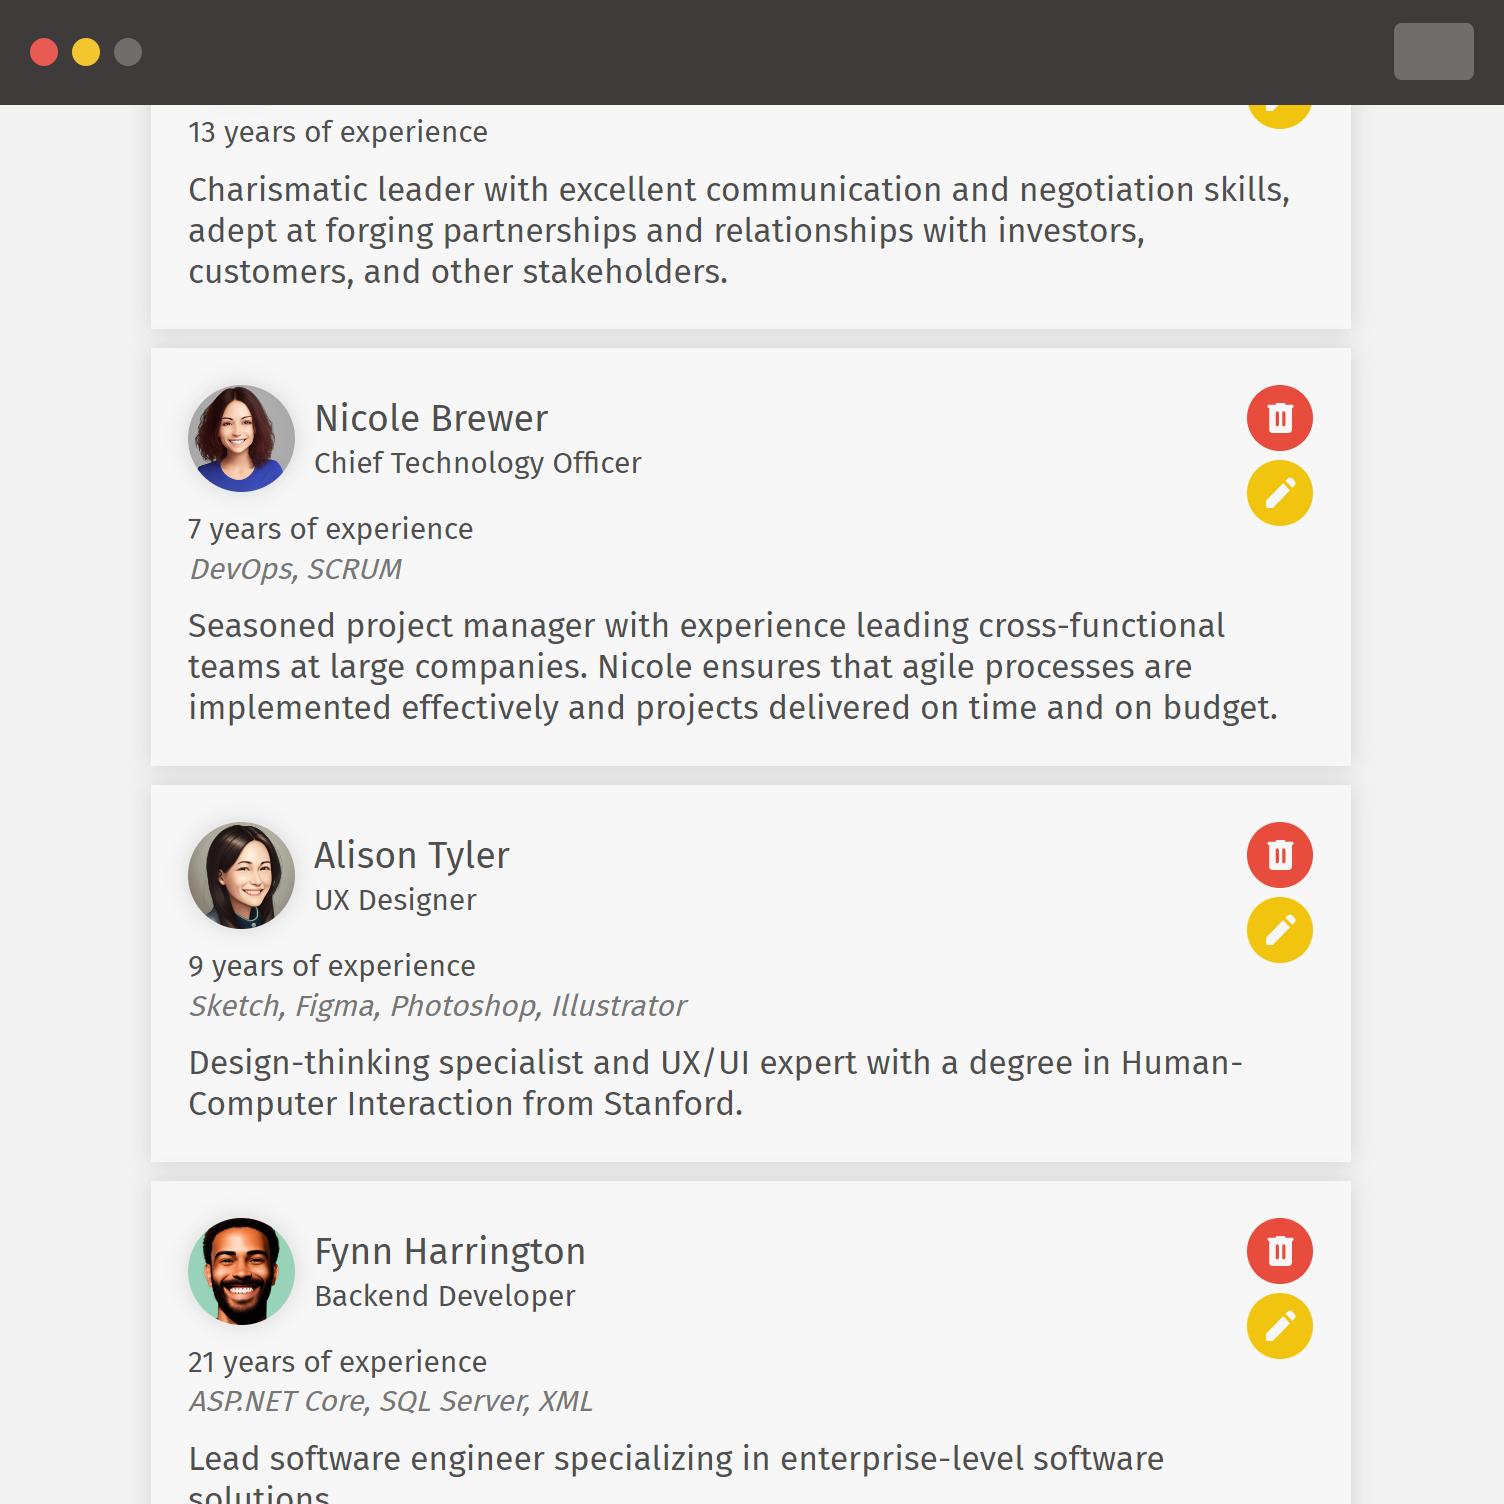 13 years of experience
Charismatic leader with excellent communication and negotiation skills,
adept at forging partnerships and relationships with investors,
customers, and other stakeholders.
Nicole Brewer
Chief Technology Officer
7 years of experience
DevOps, SCRUM
Seasoned project manager with experience leading cross-functional
teams at large companies. Nicole ensures that agile processes are
implemented effectively and projects delivered on time and on budget.
Alison Tyler
UX Designer
9 years of experience
Sketch, Figma, Photoshop, Illustrator
Design-thinking specialist and UX/UI expert with a degree in Human-
Computer Interaction from Stanford.
Fynn Harrington
Backend Developer
21 years of experience
ASP.NET Core, SQL Server, XML
Lead software engineer specializing in enterprise-level software
solutions